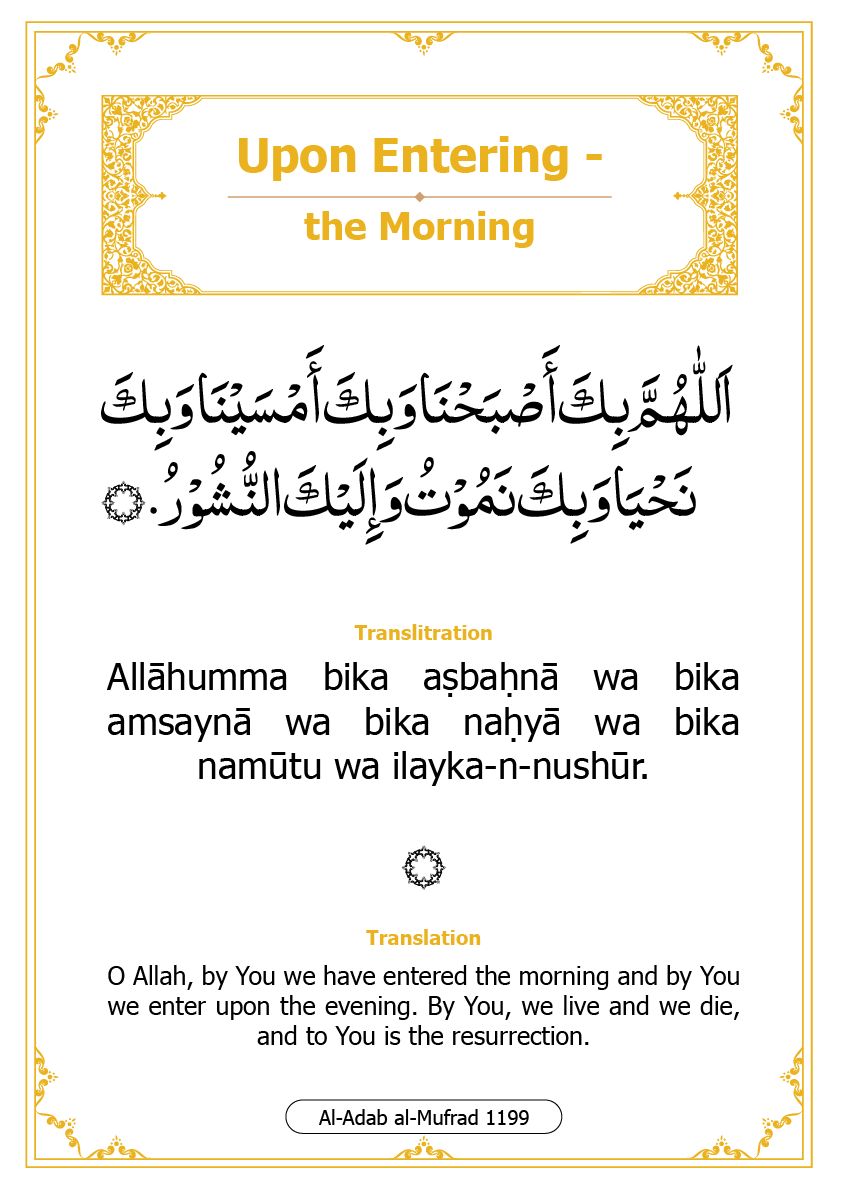 Upon Entering -
the Morning
اَللّٰهُمَّ بِكَ أَصْبَحْنَا وَبِكَ أَمْسَيْنَا وَبِكَ
نَحْيَا وَبِكَ نَمُوْتُ وَإِلَيْكَ النُّشُوْرُ.
Translitration
Allāhumma bika aṣbaḥnā wa bika
amsaynā wa bika naḥyā wa bika
namūtu wa ilayka-n-nushūr.
Translation
O Allah, by You we have entered the morning and by You
we enter upon the evening. By You, we live and we die,
and to You is the resurrection.
Al-Adab al-Mufrad 1199